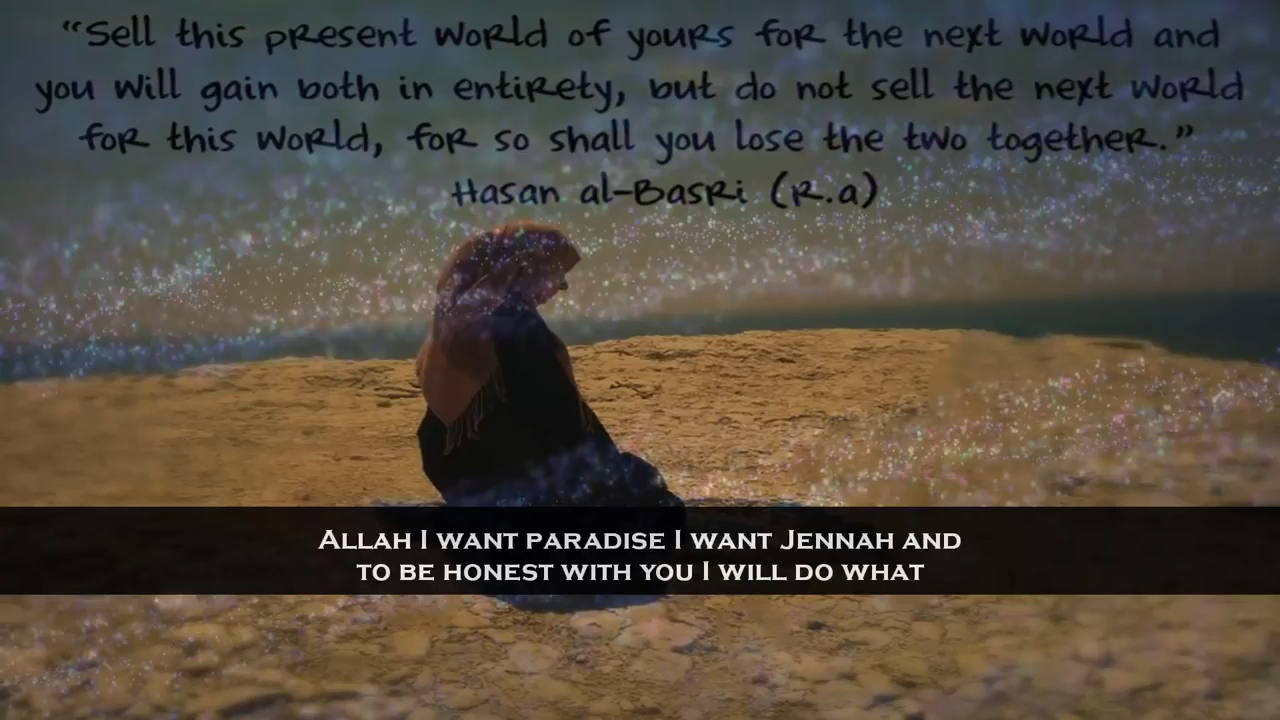 “Sell this present world of yours for the next world and
you will gain both in entirety, but do not sell the next world
for this world, for so shall you lose the two together.”
Hasan al-Basri (R.a)
Allah I want paradise I want Jennah and
to be honest with you I will do what